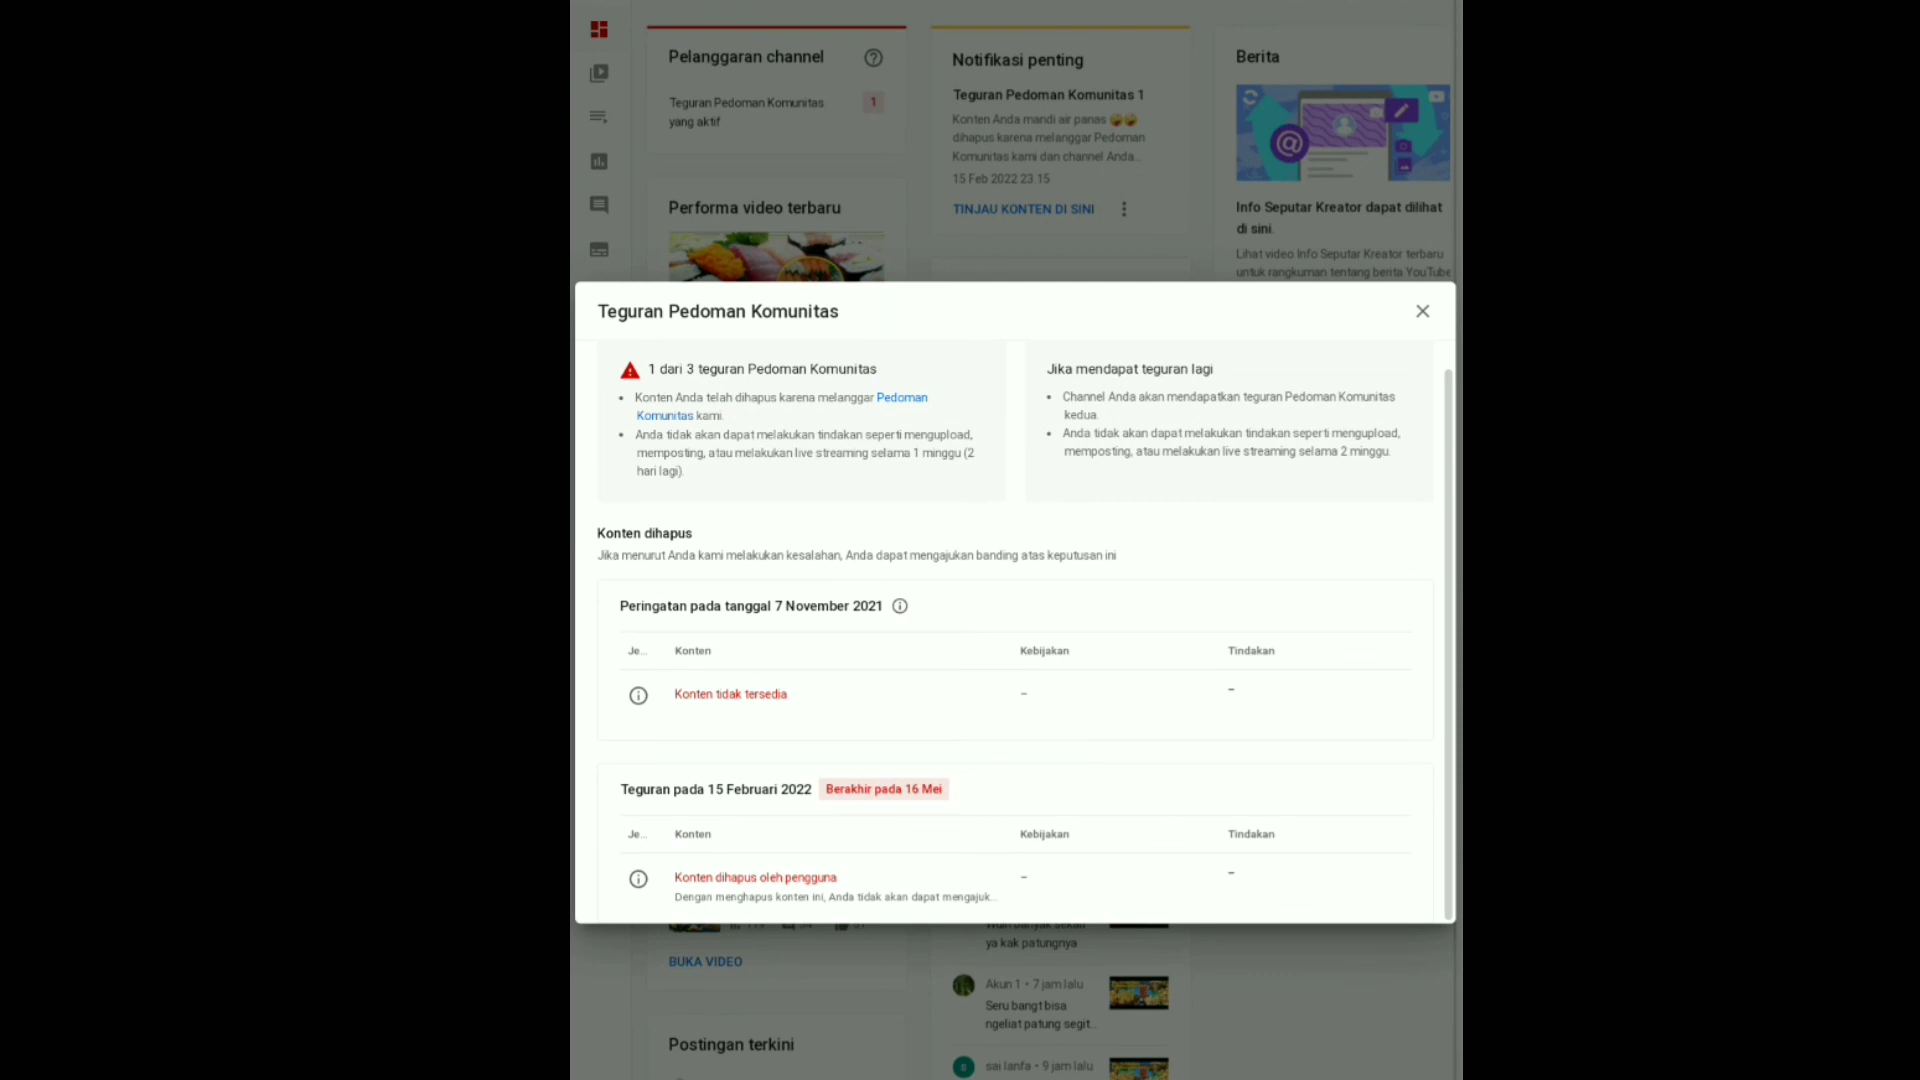 Pelanggaran channel
Teguran Pedoman Komunitas
yang aktif
1
Performa video terbaru
Notifikasi penting
Teguran Pedoman Komunitas 1
Konten Anda mandi air panas 🤪🤪
dihapus karena melanggar Pedoman
Komunitas kami dan channel Anda...
15 Feb 2022 23.15
TINJAU KONTEN DI SINI
Berita
Info Seputar Kreator dapat dilihat
di sini.
Lihat video Info Seputar Kreator terbaru
untuk rangkuman tentang berita YouTube
Teguran Pedoman Komunitas
1 dari 3 teguran Pedoman Komunitas
• Konten Anda telah dihapus karena melanggar Pedoman
Komunitas kami.
• Anda tidak akan dapat melakukan tindakan seperti mengupload,
memposting, atau melakukan live streaming selama 1 minggu (2
hari lagi).
Jika mendapat teguran lagi
• Channel Anda akan mendapatkan teguran Pedoman Komunitas
kedua.
• Anda tidak akan dapat melakukan tindakan seperti mengupload,
memposting, atau melakukan live streaming selama 2 minggu.
Konten dihapus
Jika menurut Anda kami melakukan kesalahan, Anda dapat mengajukan banding atas keputusan ini
Peringatan pada tanggal 7 November 2021
Je... Konten Kebijakan Tindakan
Konten tidak tersedia – –
Teguran pada 15 Februari 2022 Berakhir pada 16 Mei
Je... Konten Kebijakan Tindakan
Konten dihapus oleh pengguna – –
Dengan menghapus konten ini, Anda tidak akan dapat mengajuk...
BUKA VIDEO
Postingan terkini
banyak sekali
ya kak patungnya
Akun 1 • 7 jam lalu
Seru bangt bisa
ngeliat patung segit...
s
sai lanfa • 9 jam lalu